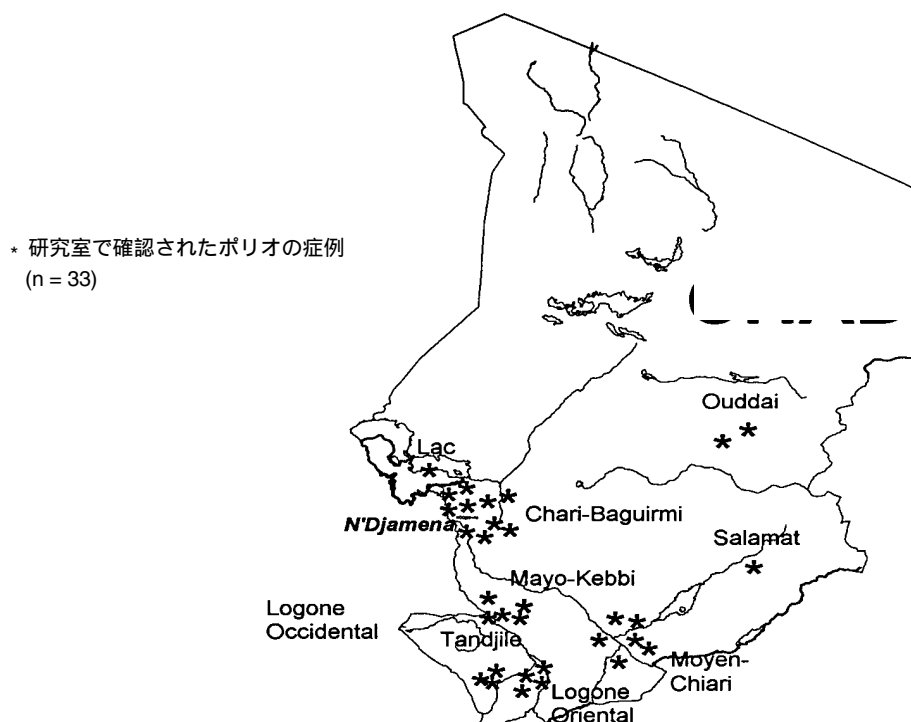 * 研究室で確認されたポリオの症例
(n = 33)
Ouddai
Lac
Chari-Baguirmi
N'Djamena
Salamat
Mayo-Kebbi
Logone
Occidental
Tandjile
Moyen-
Chiari
Logone
Oriental